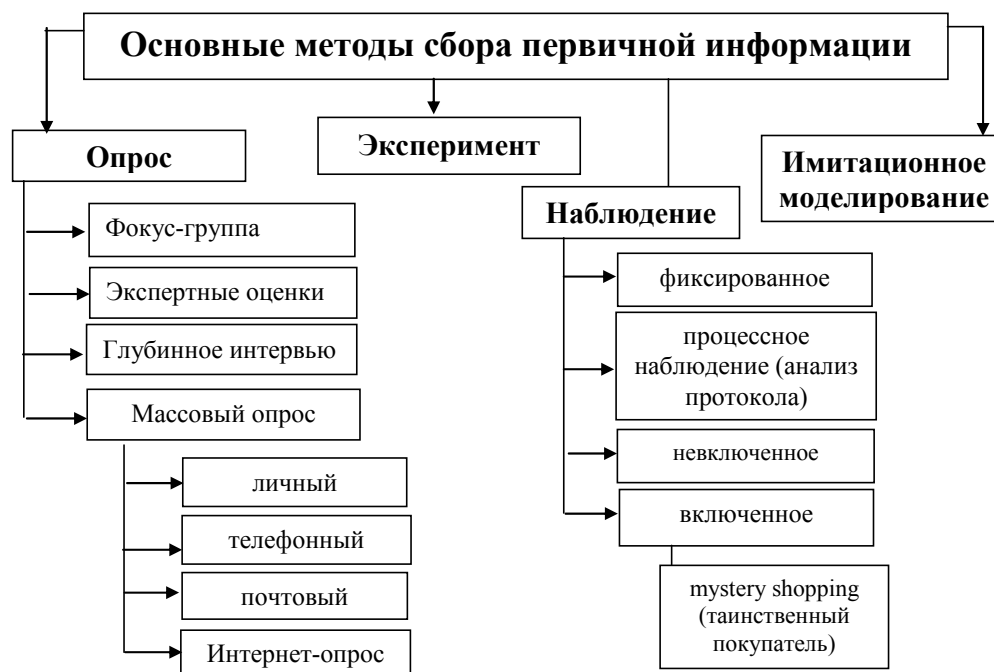 Основные методы сбора первичной информации
Опрос
Фокус-группа
Экспертные оценки
Глубинное интервью
Массовый опрос
личный
телефонный
почтовый
Интернет-опрос
Эксперимент
Наблюдение
фиксированное
процессное
наблюдение (анализ
протокола)
невключенное
включенное
mystery shopping
(таинственный
покупатель)
Имитационное
моделирование